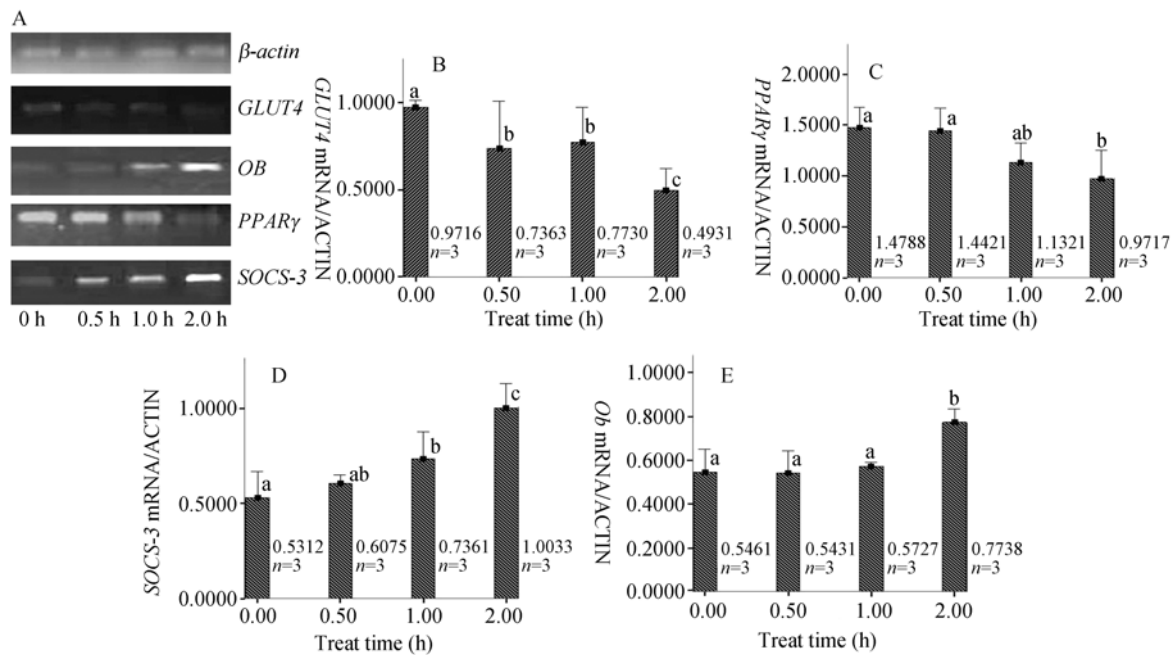 A
β-actin
GLUT4
OB
PPARγ
SOCS-3
0 h 0.5 h 1.0 h 2.0 h
B
GLUT4 mRNA/ACTIN
1.0000
0.5000
0.0000
a
b
b
c
0.9716
n=3
0.7363
n=3
0.7730
n=3
0.4931
n=3
0.00 0.50 1.00 2.00
Treat time (h)
C
PPARγ mRNA/ACTIN
2.0000
1.5000
1.0000
0.5000
0.0000
a
a
ab
b
1.4788
n=3
1.4421
n=3
1.1321
n=3
0.9717
n=3
0.00 0.50 1.00 2.00
Treat time (h)
D
SOCS-3 mRNA/ACTIN
1.0000
0.5000
0.0000
a
ab
b
c
0.5312
n=3
0.6075
n=3
0.7361
n=3
1.0033
n=3
0.00 0.50 1.00 2.00
Treat time (h)
E
Ob mRNA/ACTIN
1.0000
0.8000
0.6000
0.4000
0.2000
0.0000
a
a
a
b
0.5461
n=3
0.5431
n=3
0.5727
n=3
0.7738
n=3
0.00 0.50 1.00 2.00
Treat time (h)